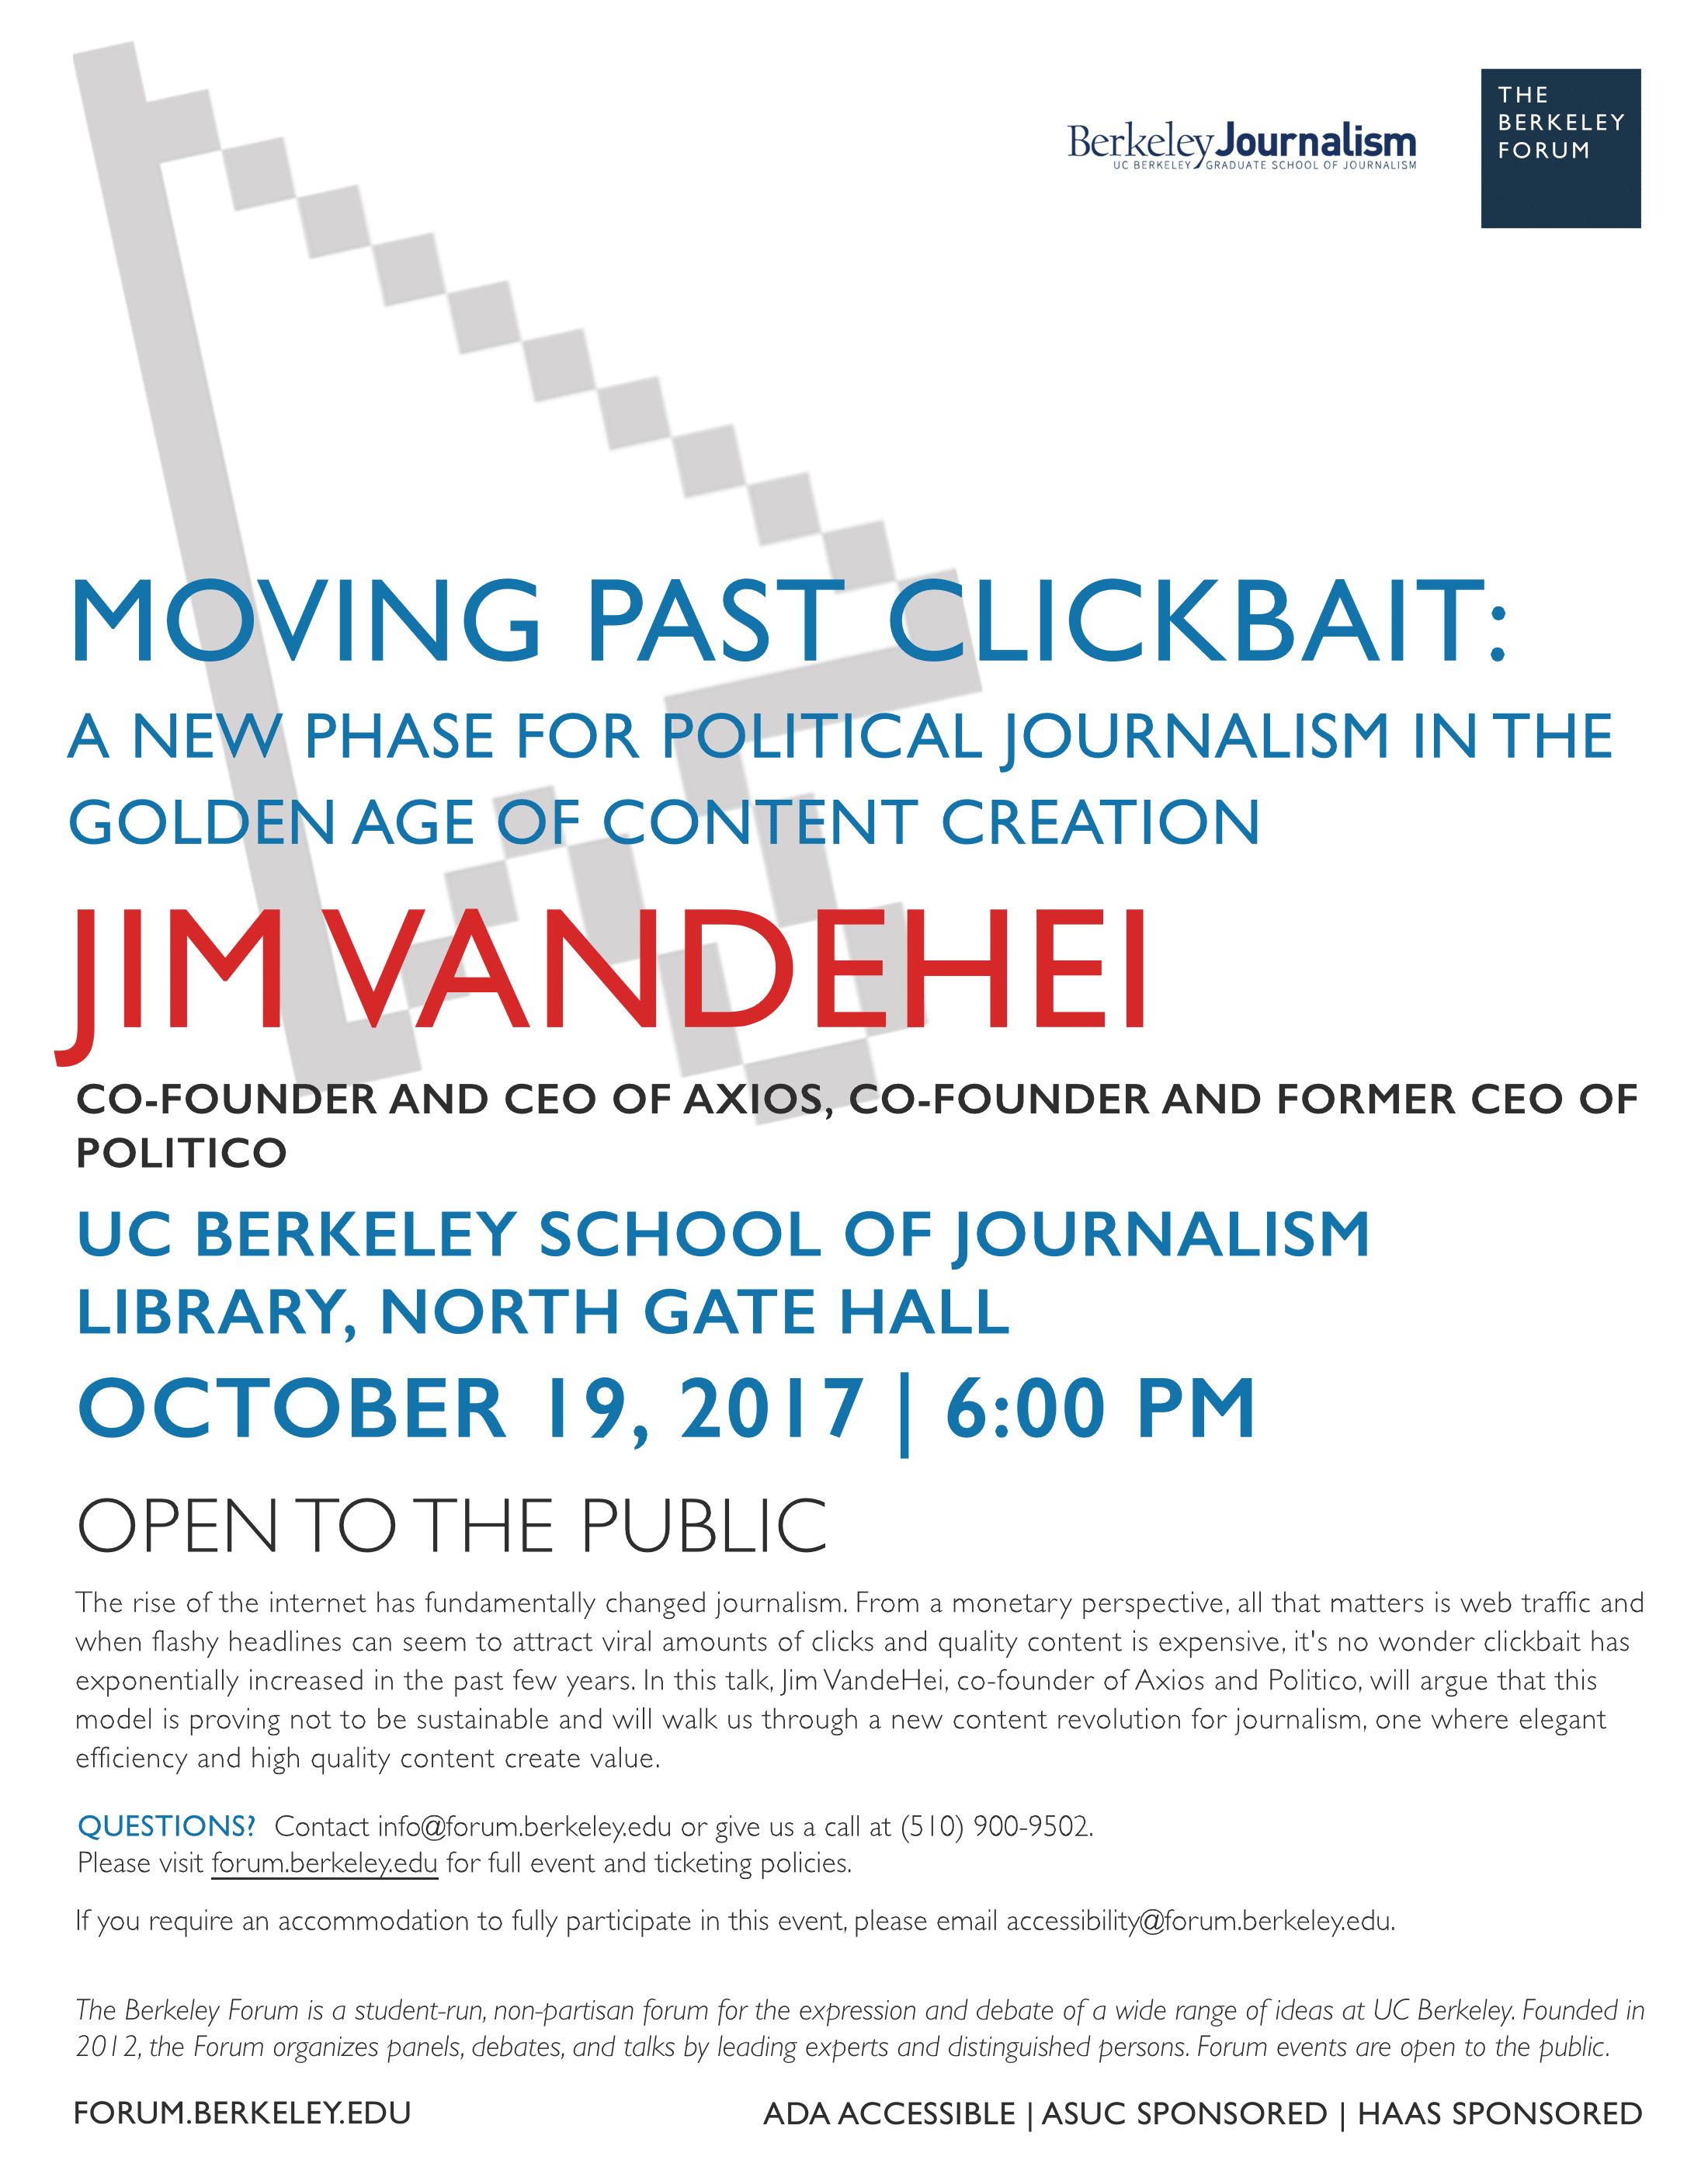 Berkeley Journalism
UC BERKELEY GRADUATE SCHOOL OF JOURNALISM
THE
BERKELEY
FORUM
MOVING PAST CLICKBAIT:
A NEW PHASE FOR POLITICAL JOURNALISM IN THE
GOLDEN AGE OF CONTENT CREATION
JIM VANDEHEI
CO-FOUNDER AND CEO OF AXIOS, CO-FOUNDER AND FORMER CEO OF
POLITICO
UC BERKELEY SCHOOL OF JOURNALISM
LIBRARY, NORTH GATE HALL
OCTOBER 19, 2017 | 6:00 PM
OPEN TO THE PUBLIC
The rise of the internet has fundamentally changed journalism. From a monetary perspective, all that matters is web traffic and
when flashy headlines can seem to attract viral amounts of clicks and quality content is expensive, it's no wonder clickbait has
exponentially increased in the past few years. In this talk, Jim VandeHei, co-founder of Axios and Politico, will argue that this
model is proving not to be sustainable and will walk us through a new content revolution for journalism, one where elegant
efficiency and high quality content create value.
QUESTIONS? Contact info@forum.berkeley.edu or give us a call at (510) 900-9502.
Please visit forum.berkeley.edu for full event and ticketing policies.
If you require an accommodation to fully participate in this event, please email accessibility@forum.berkeley.edu.
The Berkeley Forum is a student-run, non-partisan forum for the expression and debate of a wide range of ideas at UC Berkeley. Founded in
2012, the Forum organizes panels, debates, and talks by leading experts and distinguished persons. Forum events are open to the public.
FORUM.BERKELEY.EDU
ADA ACCESSIBLE | ASUC SPONSORED | HAAS SPONSORED